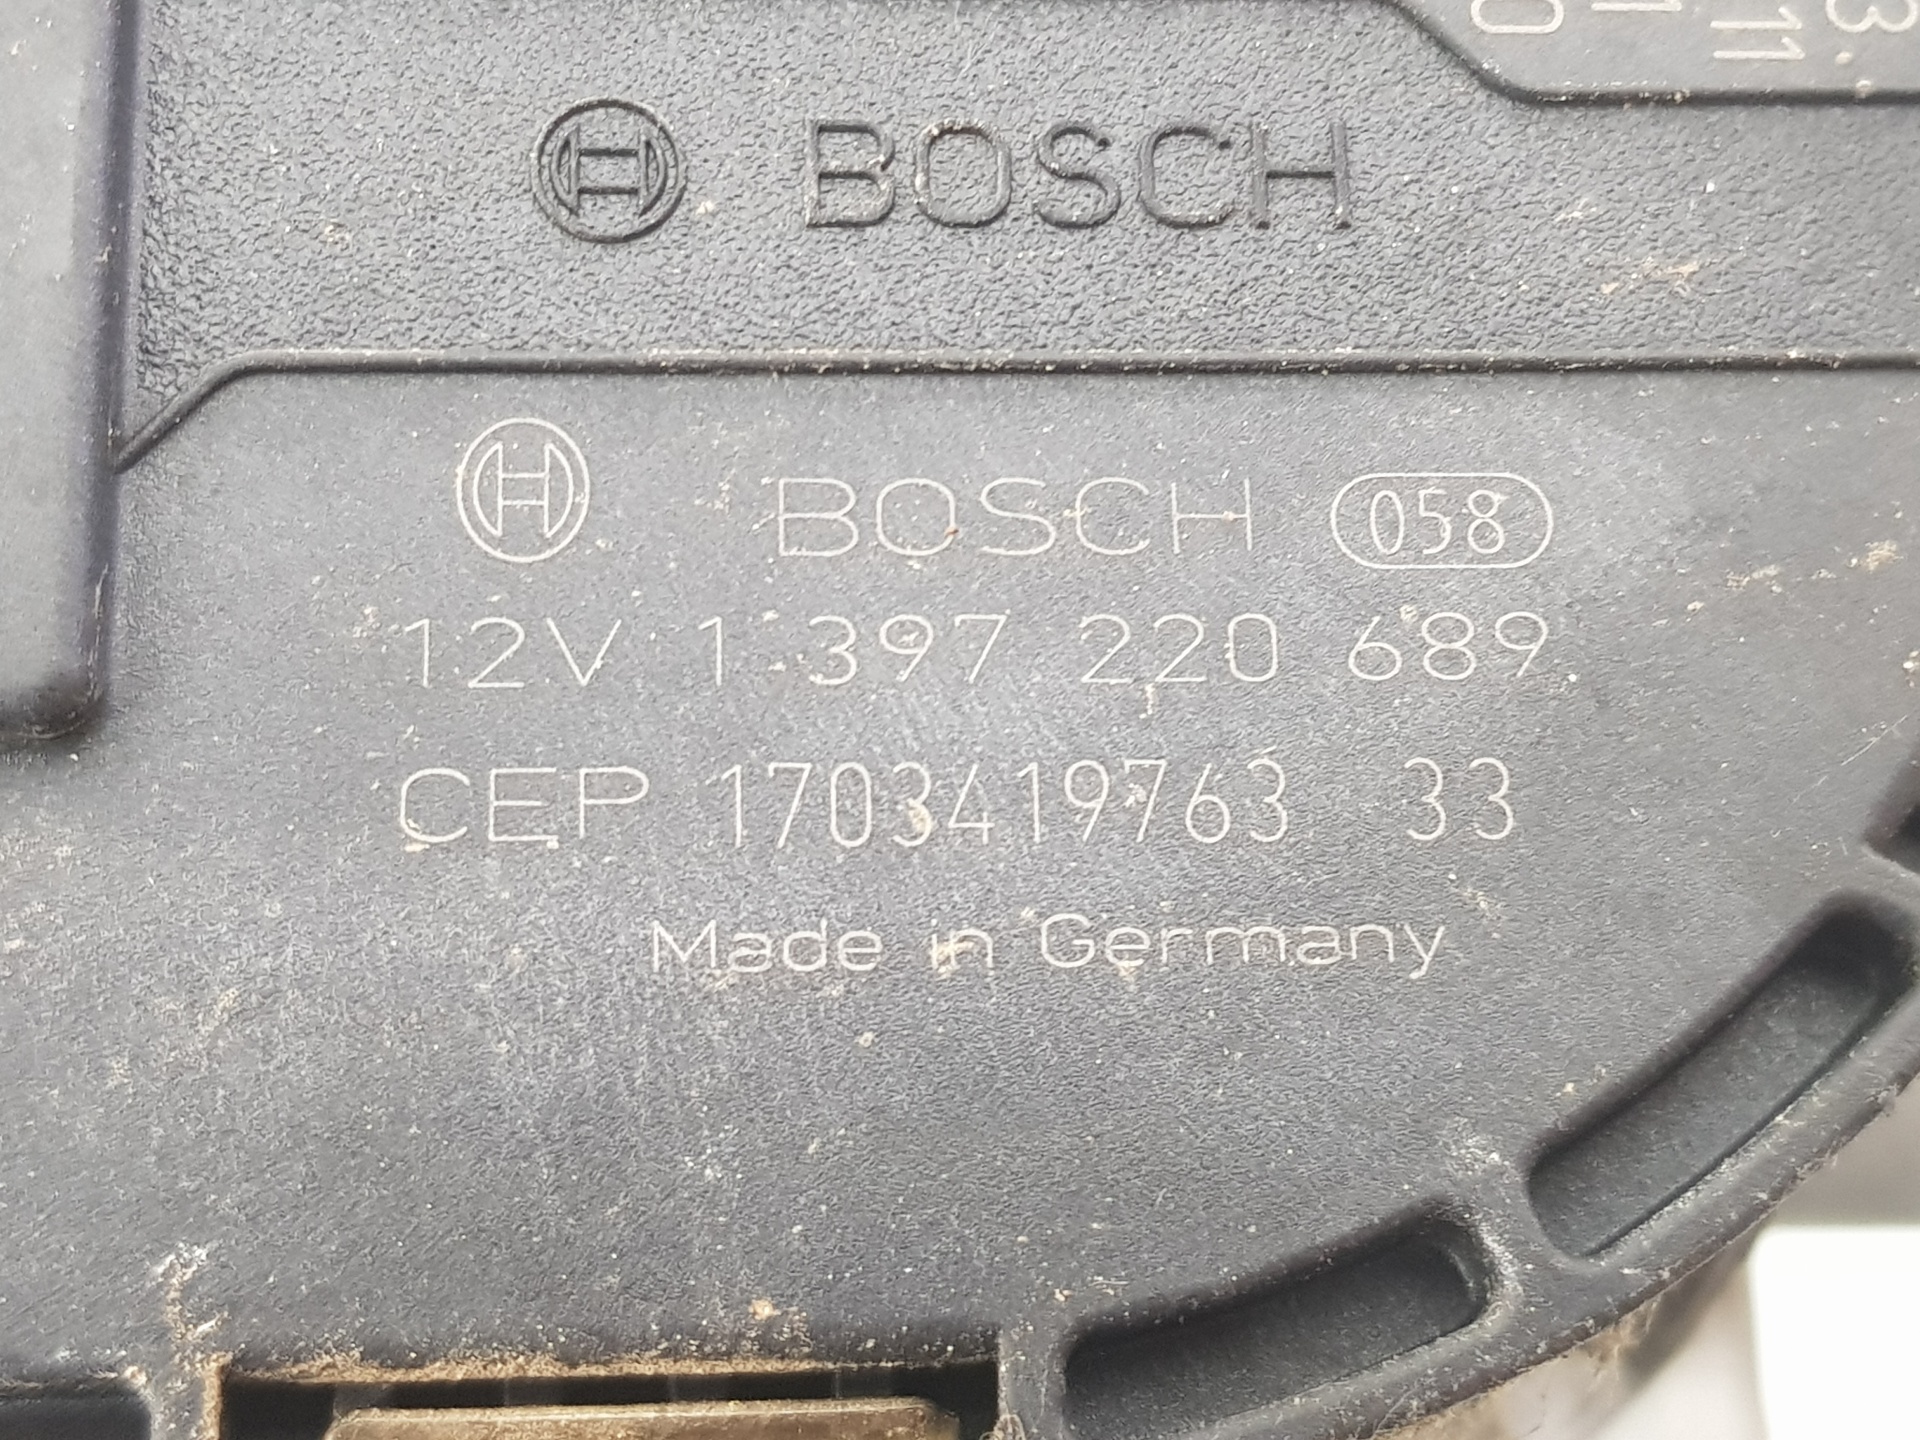 BOSCH
BOSCH 058
12V 1 397 220 689
CEP 1703419763 33
Made in Germany